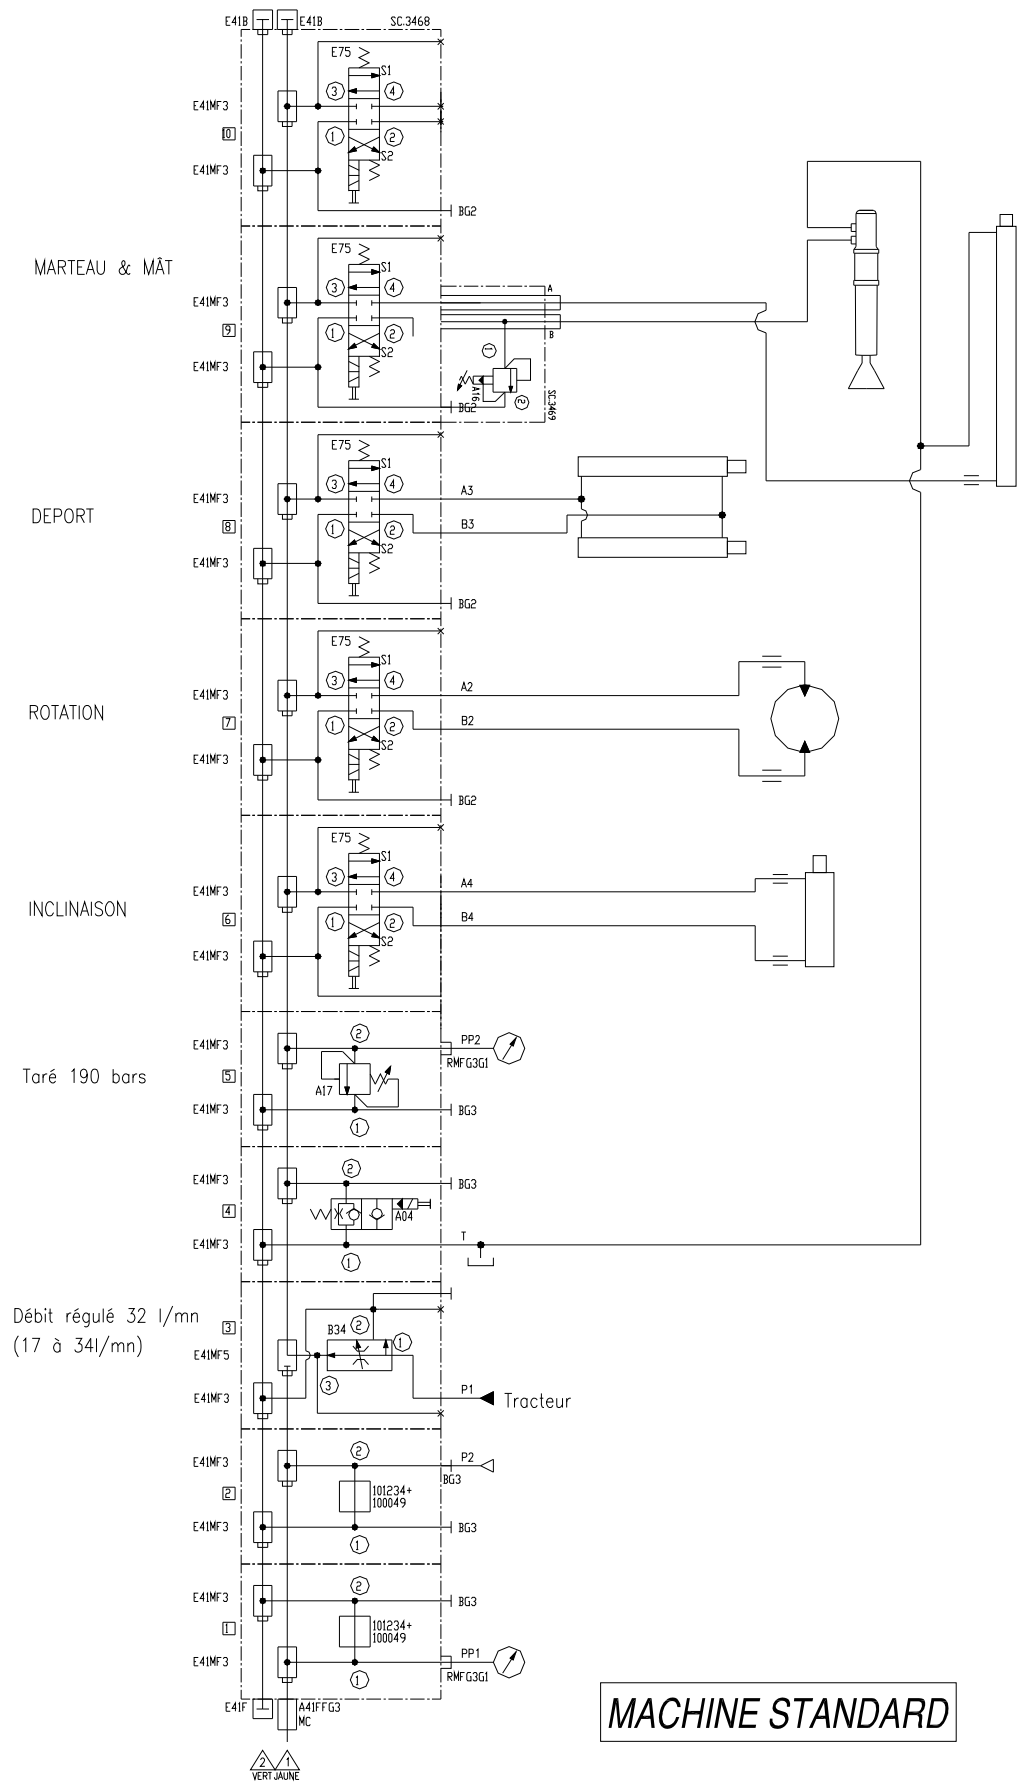 E41B E41B SC.3468
E75
S1
3 4
E41MF3
10 1 2
S2
E41MF3
BG2
MARTEAU & MÂT
E75
S1
3 4
A
E41MF3
9 1 2
B
S2
1
E41MF3
A16
2
SC.3469
BG2
E75
S1
3 4
E41MF3 A3
DEPORT
8 1 2 B3
S2
E41MF3
BG2
E75
S1
3 4
E41MF3 A2
ROTATION
7 1 2 B2
S2
E41MF3
BG2
E75
S1
3 4
E41MF3 A4
INCLINAISON
6 1 2 B4
S2
E41MF3
2
E41MF3 PP2
RMFG3G1
Taré 190 bars
5
A17
E41MF3 BG3
1
2
E41MF3 BG3
4
A04
E41MF3 T
1
Débit régulé 32 l/mn
(17 à 34l/mn)
3
B34 2
1
E41MF5
3
E41MF3 P1 Tracteur
2
E41MF3 P2
BG3
2
101234+
100049
E41MF3 BG3
1
2
E41MF3 BG3
1
101234+
100049
E41MF3 PP1
RMFG3G1
1
E41F A41FFG3
MC
MACHINE STANDARD
2 1
VERT JAUNE